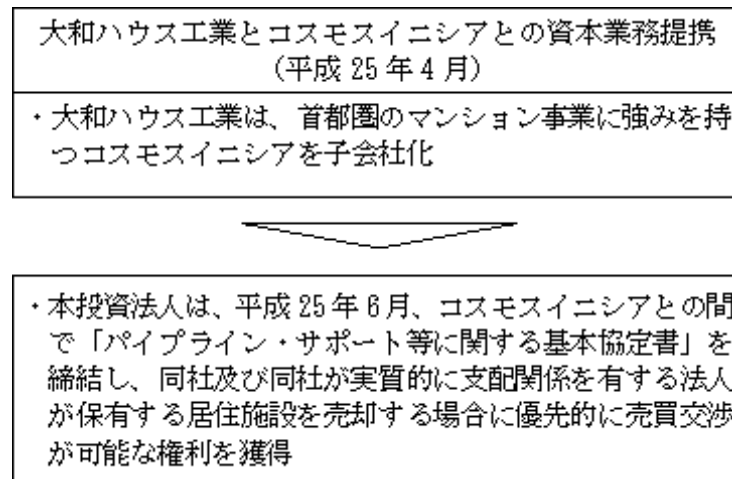 大和ハウス工業とコスモスイニシアとの資本業務提携
(平成 25 年 4 月)
・大和ハウス工業は、首都圏のマンション事業に強みを持
つコスモスイニシアを子会社化
・本投資法人は、平成 25 年 6 月、コスモスイニシアとの間
で「パイプライン・サポート等に関する基本協定書」を
締結し、同社及び同社が実質的に支配関係を有する法人
が保有する居住施設を売却する場合に優先的に売買交渉
が可能な権利を獲得